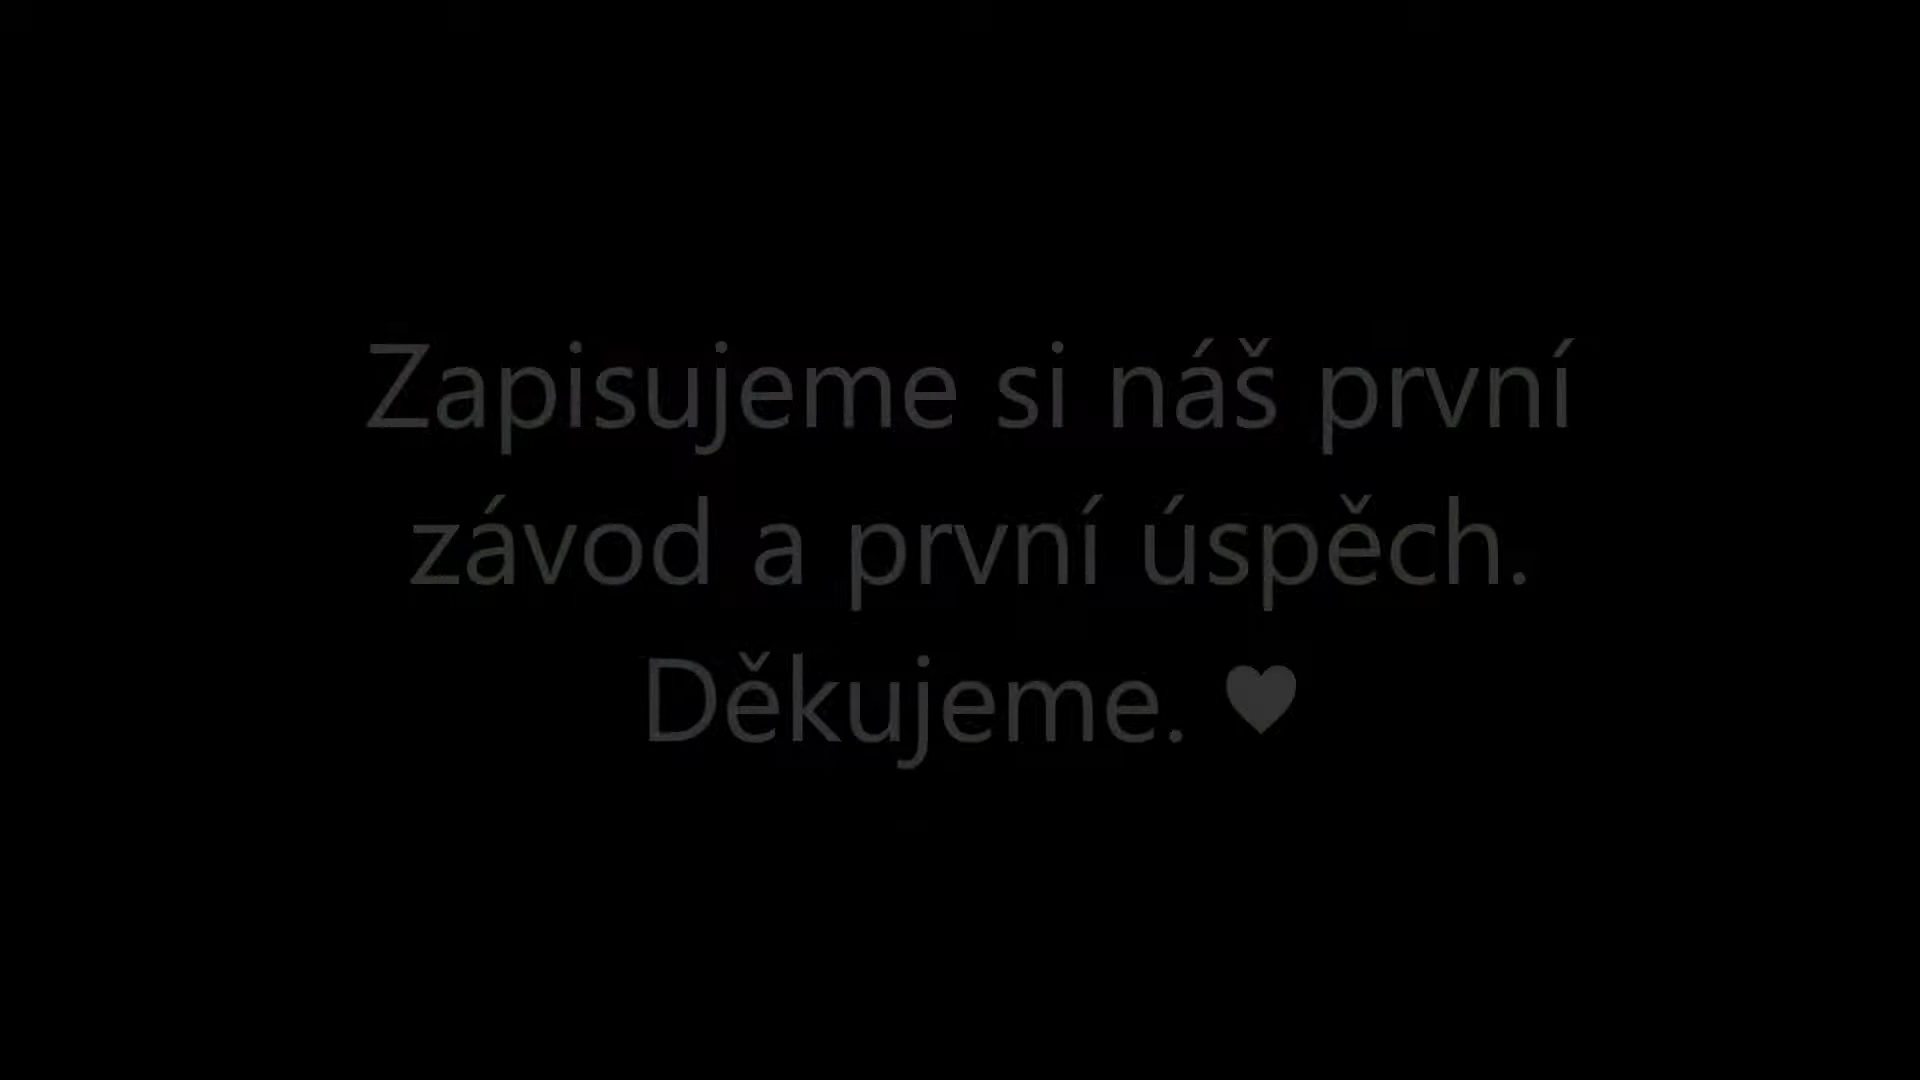 Zapisujeme si náš první
závod a první úspěch.
Děkujeme. ♥